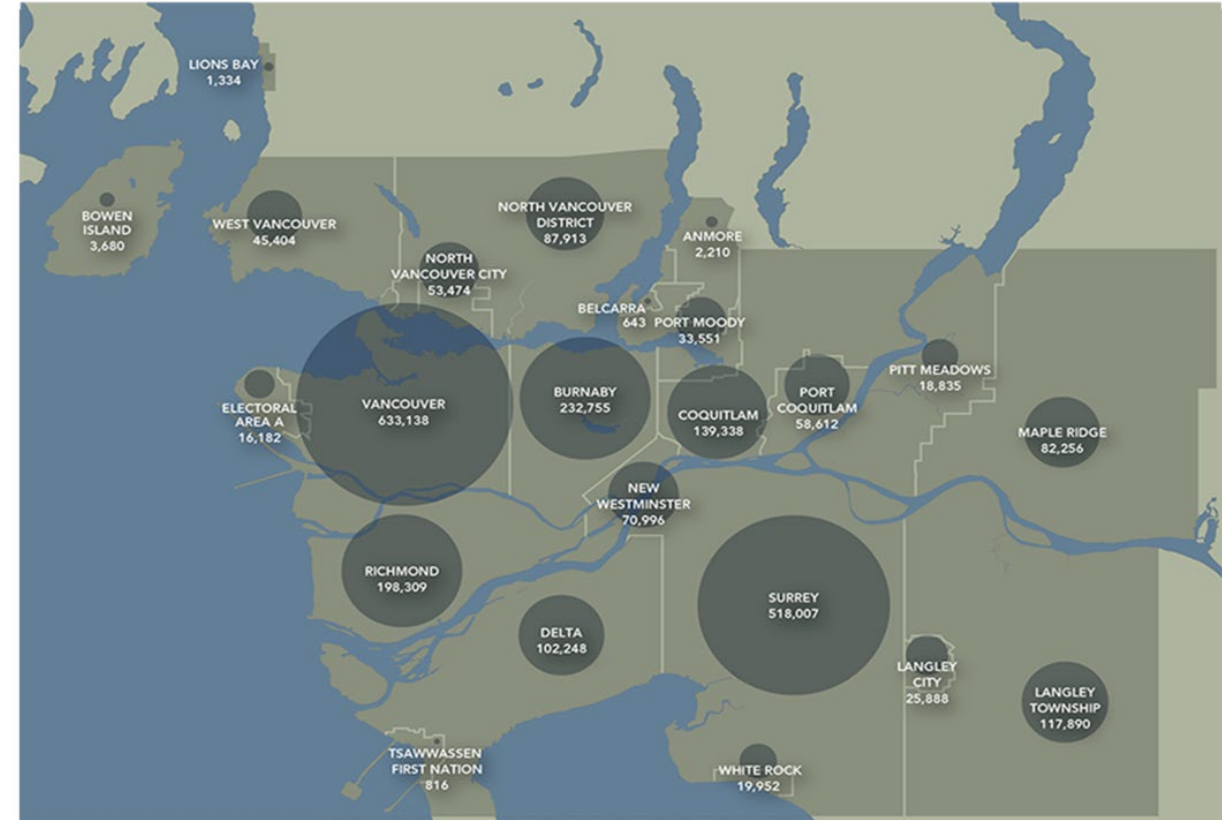 LIONS BAY
1,334
BOWEN
ISLAND
3,680
WEST VANCOUVER
45,404
NORTH VANCOUVER
DISTRICT
87,913
NORTH
VANCOUVER CITY
53,474
ANMORE
2,210
BELCARRA
643
PORT MOODY
33,551
PITT MEADOWS
18,835
ELECTORAL
AREA A
16,182
VANCOUVER
633,138
BURNABY
232,755
COQUITLAM
139,338
PORT
COQUITLAM
58,612
MAPLE RIDGE
82,256
NEW
WESTMINSTER
70,996
RICHMOND
198,309
SURREY
518,007
DELTA
102,248
LANGLEY
CITY
25,888
LANGLEY
TOWNSHIP
117,890
TSAWWASSEN
FIRST NATION
816
WHITE ROCK
19,952